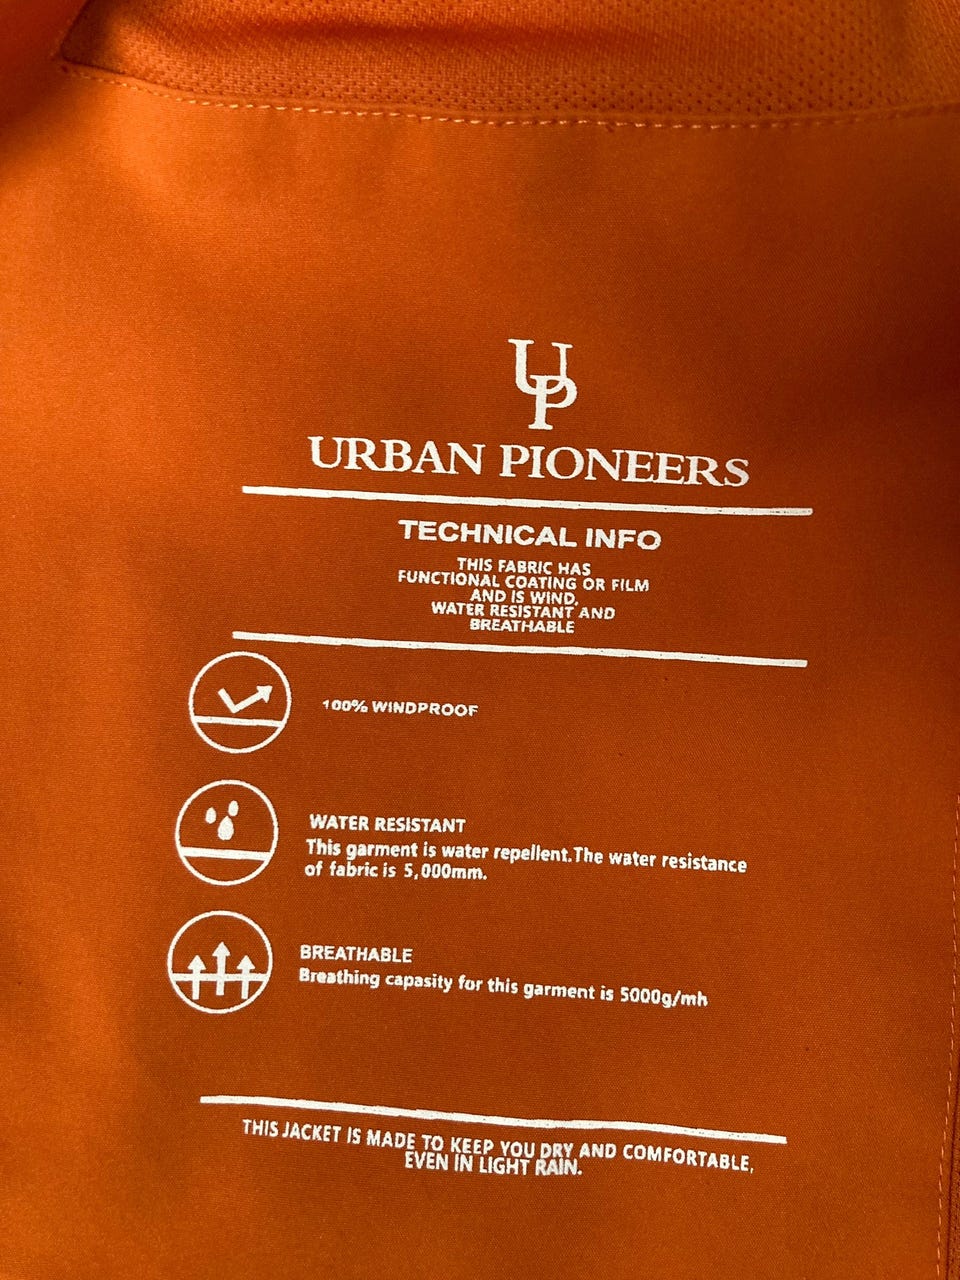 UP
URBAN PIONEERS
TECHNICAL INFO
THIS FABRIC HAS
FUNCTIONAL COATING OR FILM
AND IS WIND,
WATER RESISTANT AND
BREATHABLE
100% WINDPROOF
WATER RESISTANT
This garment is water repellent.The water resistance
of fabric is 5,000mm.
BREATHABLE
Breathing capasity for this garment is 5000g/mh
THIS JACKET IS MADE TO KEEP YOU DRY AND COMFORTABLE,
EVEN IN LIGHT RAIN.